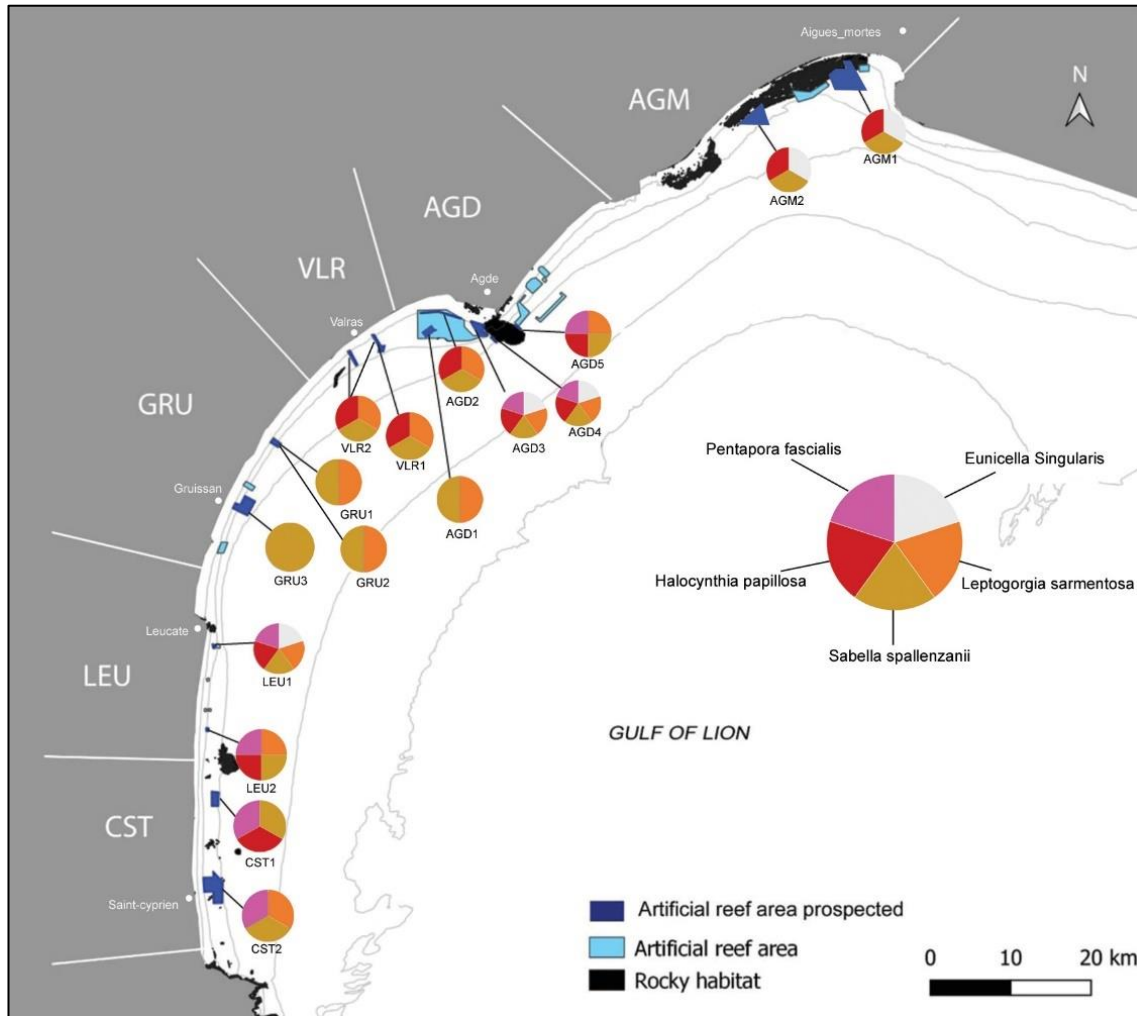 Aigues_mortes
AGM
N
AGM1
AGM2
AGD
VLR
Agde
Valras
AGD5
GRU
AGD2
AGD3
AGD4
VLR2
VLR1
Pentapora fascialis
Eunicella Singularis
Gruissan
GRU1
AGD1
GRU3
GRU2
Halocynthia papillosa
Leptogorgia sarmentosa
Sabella spallenzanii
Leucate
LEU
LEU1
GULF OF LION
LEU2
CST
CST1
Saint-cyprien
CST2
Artificial reef area prospected
Artificial reef area
Rocky habitat
0 10 20 km